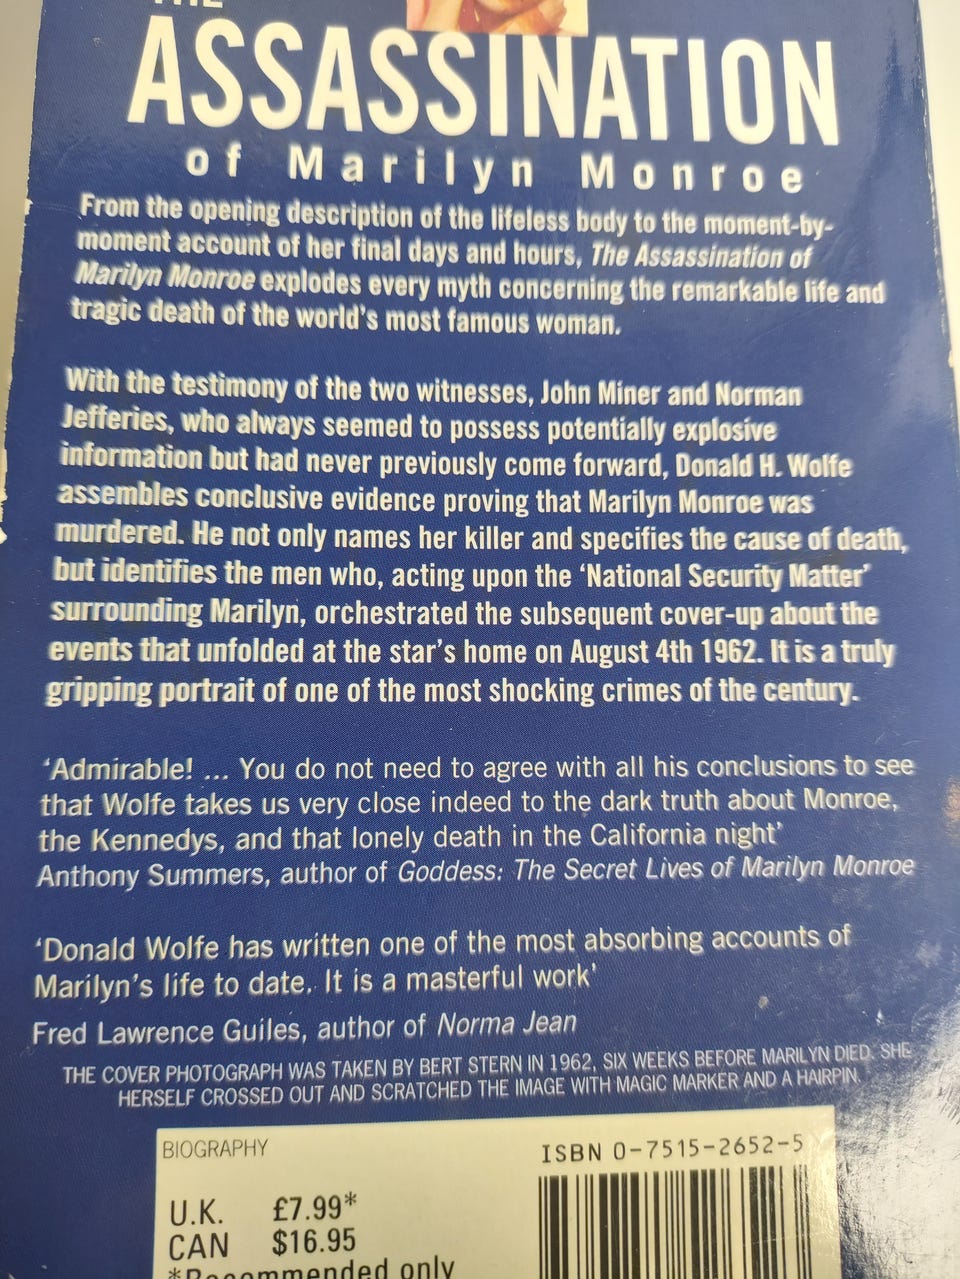 THE
ASSASSINATION
of Marilyn Monroe
From the opening description of the lifeless body to the moment-by-
moment account of her final days and hours, The Assassination of
Marilyn Monroe explodes every myth concerning the remarkable life and
tragic death of the world's most famous woman.
With the testimony of the two witnesses, John Miner and Norman
Jefferies, who always seemed to possess potentially explosive
information but had never previously come forward, Donald H. Wolfe
assembles conclusive evidence proving that Marilyn Monroe was
murdered. He not only names her killer and specifies the cause of death,
but identifies the men who, acting upon the 'National Security Matter'
surrounding Marilyn, orchestrated the subsequent cover-up about the
events that unfolded at the star's home on August 4th 1962. It is a truly
gripping portrait of one of the most shocking crimes of the century.
'Admirable! ... You do not need to agree with all his conclusions to see
that Wolfe takes us very close indeed to the dark truth about Monroe,
the Kennedys, and that lonely death in the California night'
Anthony Summers, author of Goddess: The Secret Lives of Marilyn Monroe
'Donald Wolfe has written one of the most absorbing accounts of
Marilyn's life to date. It is a masterful work'
Fred Lawrence Guiles, author of Norma Jean
THE COVER PHOTOGRAPH WAS TAKEN BY BERT STERN IN 1962, SIX WEEKS BEFORE MARILYN DIED. SHE
HERSELF CROSSED OUT AND SCRATCHED THE IMAGE WITH MAGIC MARKER AND A HAIRPIN.
BIOGRAPHY
ISBN 0-7515-2652-5
U.K. £7.99*
CAN $16.95
*Recommended only